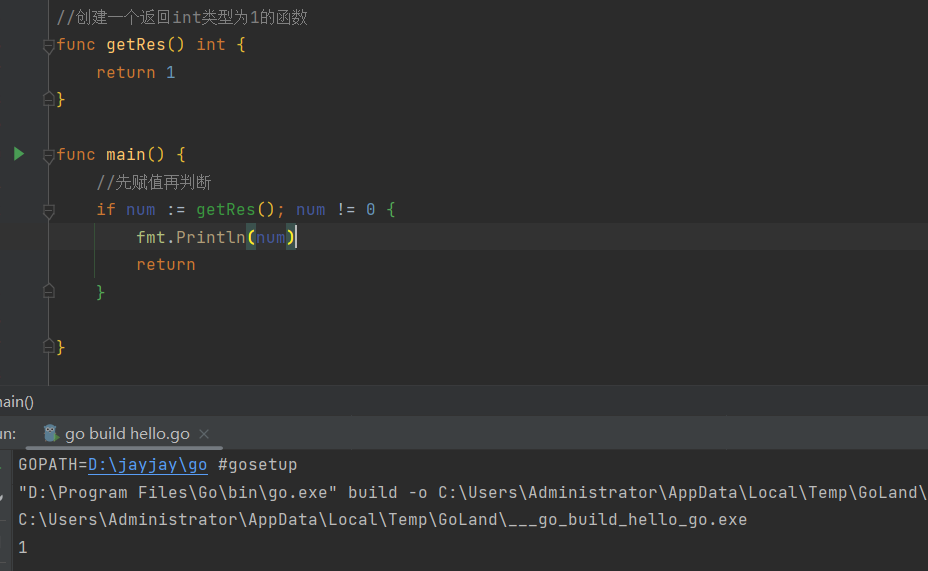 //创建一个返回int类型为1的函数
func getRes() int {
    return 1
}
func main() {
    //先赋值再判断
    if num := getRes(); num != 0 {
        fmt.Println(num)
        return
    }
}
main()
un:
go build hello.go
GOPATH=D:\jayjay\go #gosetup
"D:\Program Files\Go\bin\go.exe" build -o C:\Users\Administrator\AppData\Local\Temp\GoLand\
C:\Users\Administrator\AppData\Local\Temp\GoLand\___go_build_hello_go.exe
1